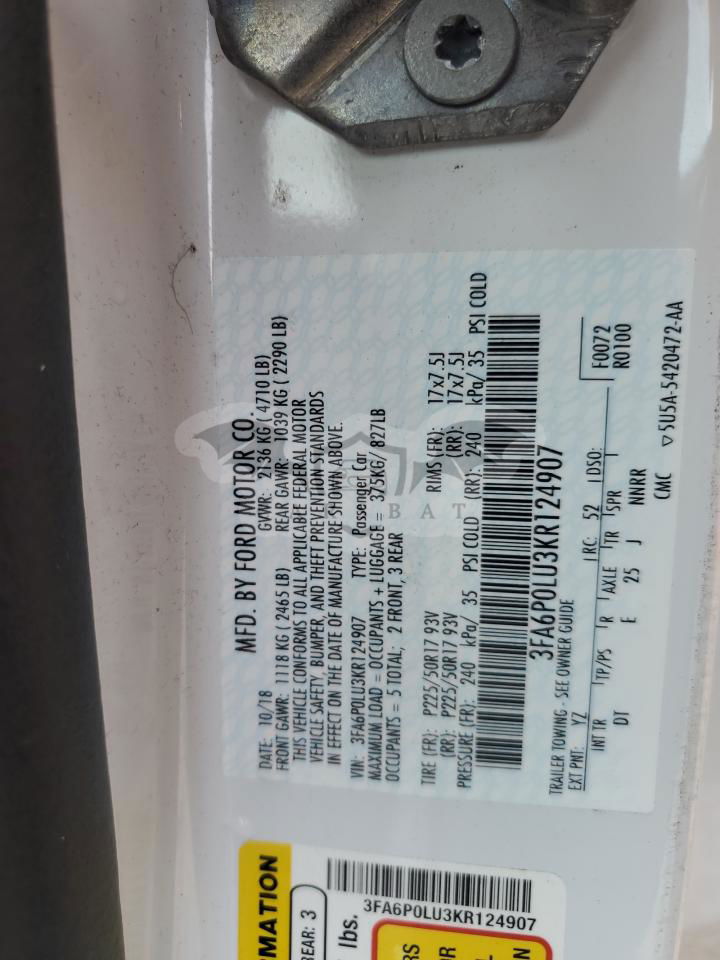 MFD. BY FORD MOTOR CO.
DATE: 10/18 GVWR: 2136 KG ( 4710 LB)
FRONT GAWR: 1118 KG ( 2465 LB) REAR GAWR: 1039 KG ( 2290 LB)
THIS VEHICLE CONFORMS TO ALL APPLICABLE FEDERAL MOTOR
VEHICLE SAFETY, BUMPER, AND THEFT PREVENTION STANDARDS
IN EFFECT ON THE DATE OF MANUFACTURE SHOWN ABOVE.
VIN: 3FA6P0LU3KR124907 TYPE: Passenger Car
MAXIMUM LOAD = OCCUPANTS + LUGGAGE = 375KG/ 827LB
OCCUPANTS = 5 TOTAL; 2 FRONT, 3 REAR
TIRE (FR): P225/50R17 93V RIMS (FR): 17x7.5J
(RR): P225/50R17 93V (RR): 17x7.5J
PRESSURE (FR): 240 kPa/ 35 PSI COLD (RR): 240 kPa/ 35 PSI COLD
3FA6P0LU3KR124907
TRAILER TOWING - SEE OWNER GUIDE
EXT PNT: YZ RC: 52 DSO: F0072
R0100
INT TR TP/PS R AXLE TR SPR
DT E 25 J NNRR
CMC ▽5U5A-5420472-AA
BAT
3FA6P0LU3KR124907
lbs.